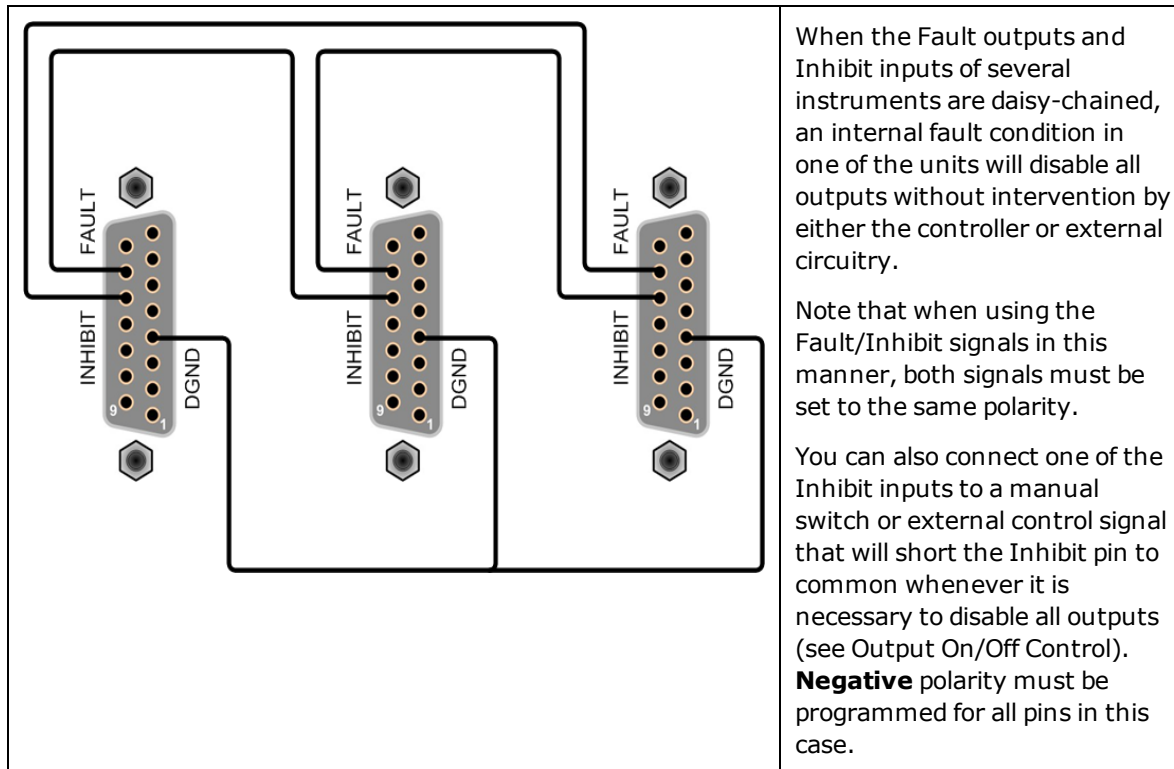 FAULT
INHIBIT
DGND
9
1
FAULT
INHIBIT
DGND
9
1
FAULT
INHIBIT
DGND
9
1
When the Fault outputs and
Inhibit inputs of several
instruments are daisy-chained,
an internal fault condition in
one of the units will disable all
outputs without intervention by
either the controller or external
circuitry.
Note that when using the
Fault/Inhibit signals in this
manner, both signals must be
set to the same polarity.
You can also connect one of the
Inhibit inputs to a manual
switch or external control signal
that will short the Inhibit pin to
common whenever it is
necessary to disable all outputs
(see Output On/Off Control).
Negative polarity must be
programmed for all pins in this
case.